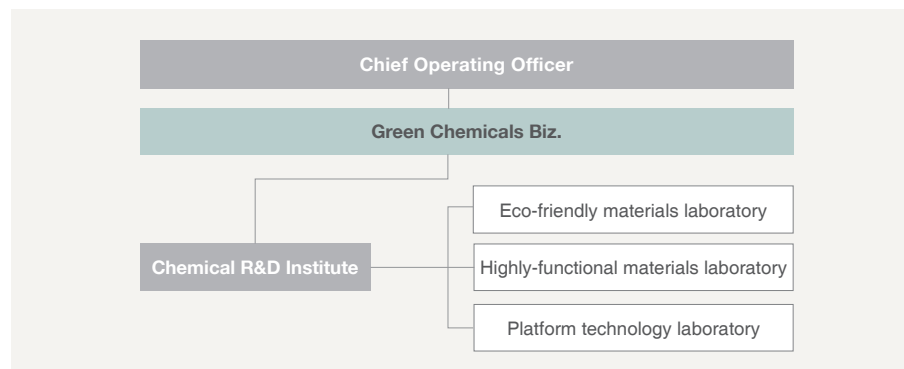 Chief Operating Officer
Green Chemicals Biz.
Eco-friendly materials laboratory
Chemical R&D Institute
Highly-functional materials laboratory
Platform technology laboratory